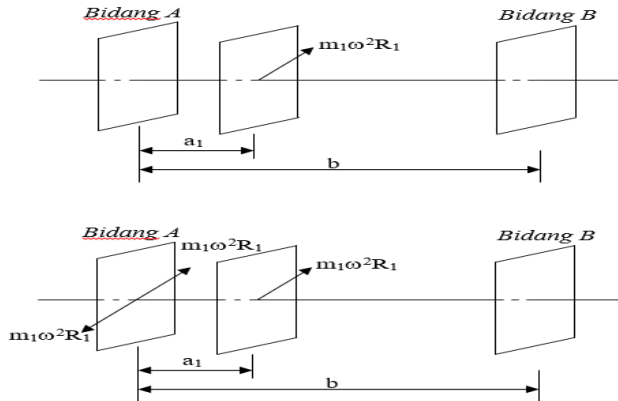 Bidang A
Bidang B
m₁ω²R₁
a₁
b
Bidang A
Bidang B
m₁ω²R₁
m₁ω²R₁
m₁ω²R₁
a₁
b